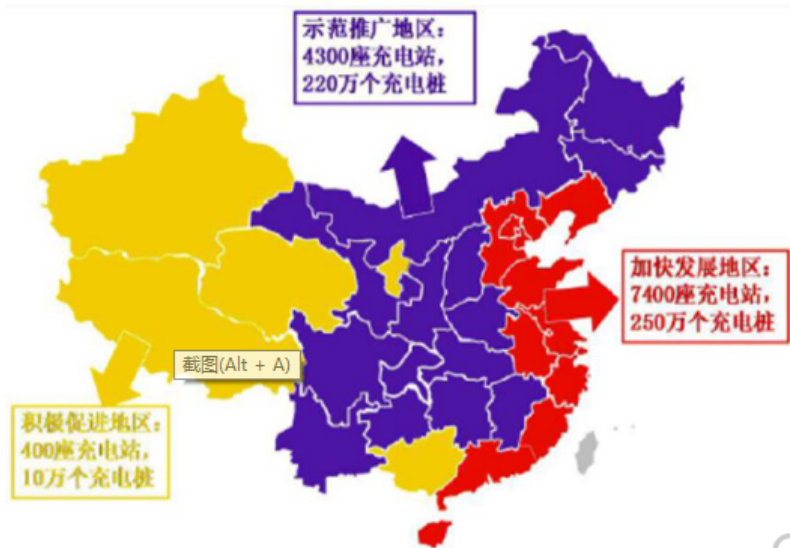 示范推广地区:
4300座充电站,
220万个充电桩
加快发展地区:
7400座充电站,
250万个充电桩
截图(Alt + A)
积极促进地区:
400座充电站,
10万个充电桩